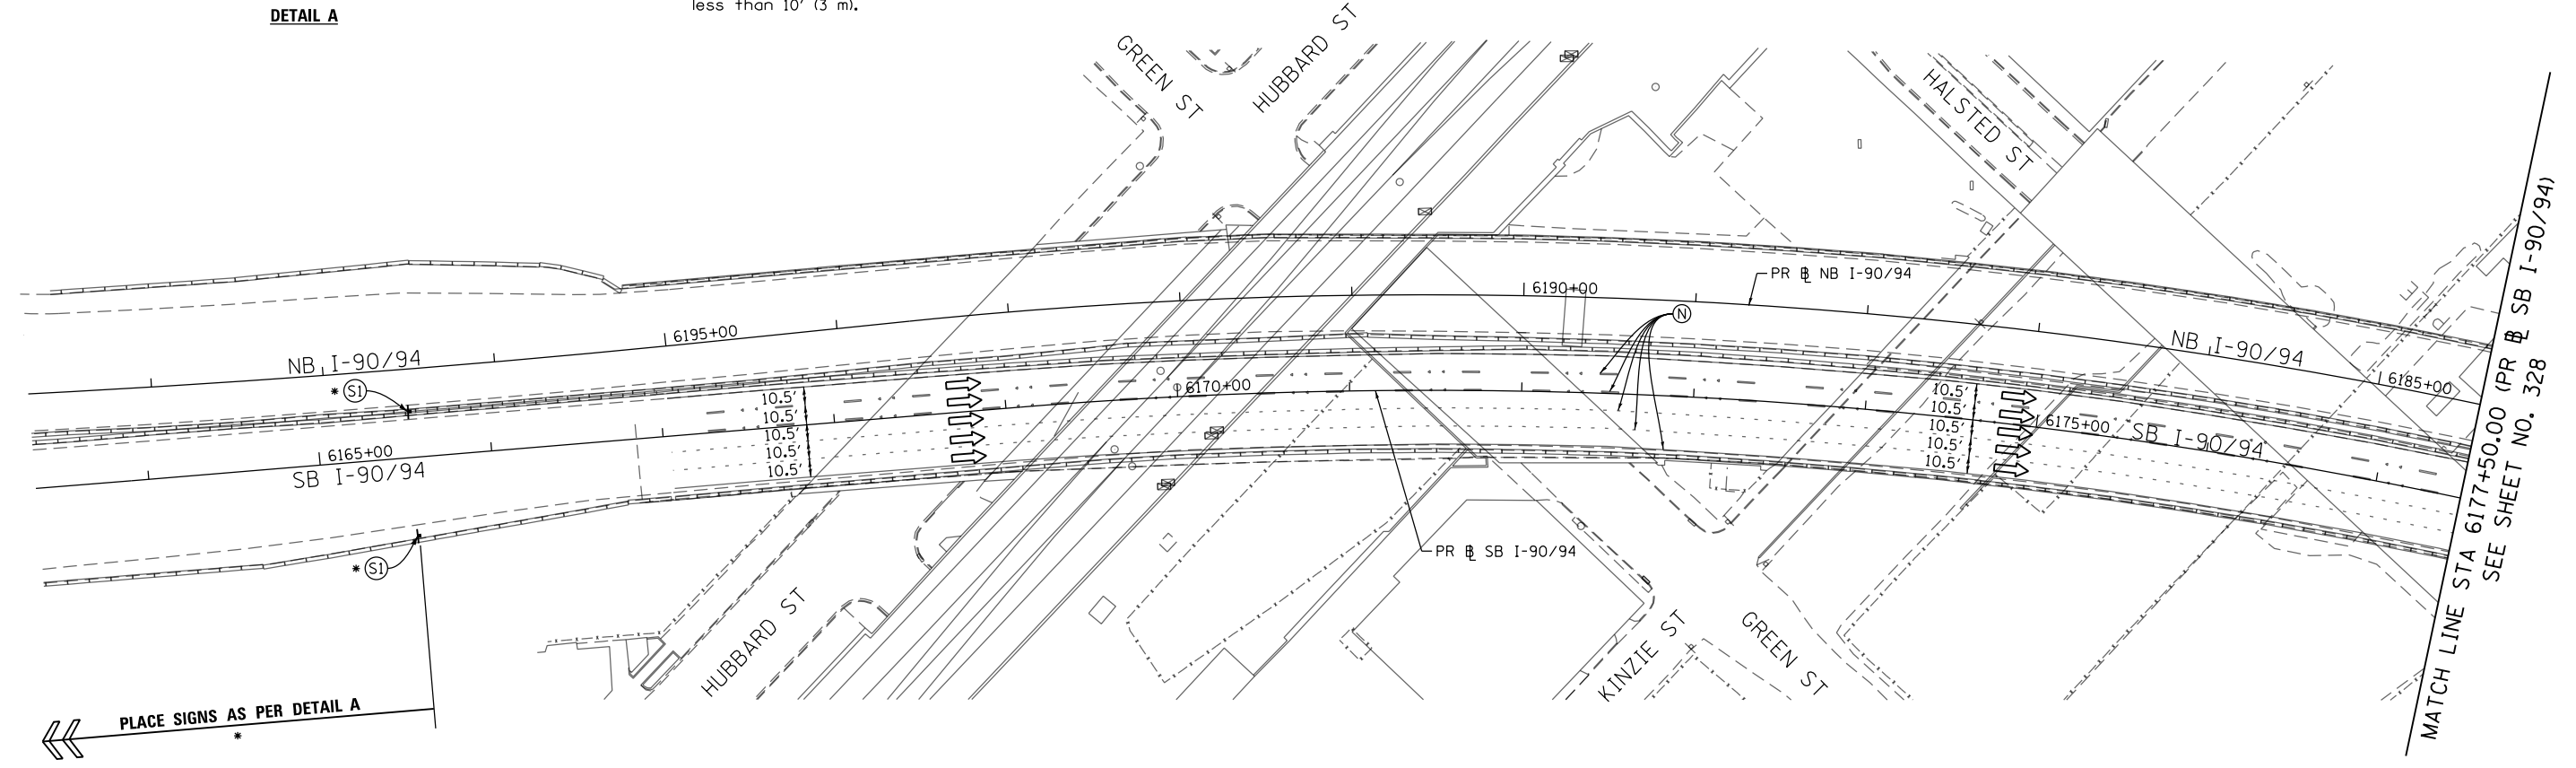 DETAIL A
less than 10' (3 m).
GREEN ST
HUBBARD ST
HALSTED ST
PR ⅊ NB I-90/94
6190+00
N
6195+00
NB I-90/94
NB I-90/94
* S1
6170+00
6185+00
10.5'
10.5'
10.5'
10.5'
10.5'
10.5'
10.5'
10.5'
10.5'
10.5'
6175+00
SB I-90/94
6165+00
SB I-90/94
* S1
PR ⅊ SB I-90/94
HUBBARD ST
KINZIE ST
GREEN ST
PLACE SIGNS AS PER DETAIL A
*
MATCH LINE STA 6177+50.00 (PR ⅊ SB I-90/94)
SEE SHEET NO. 328